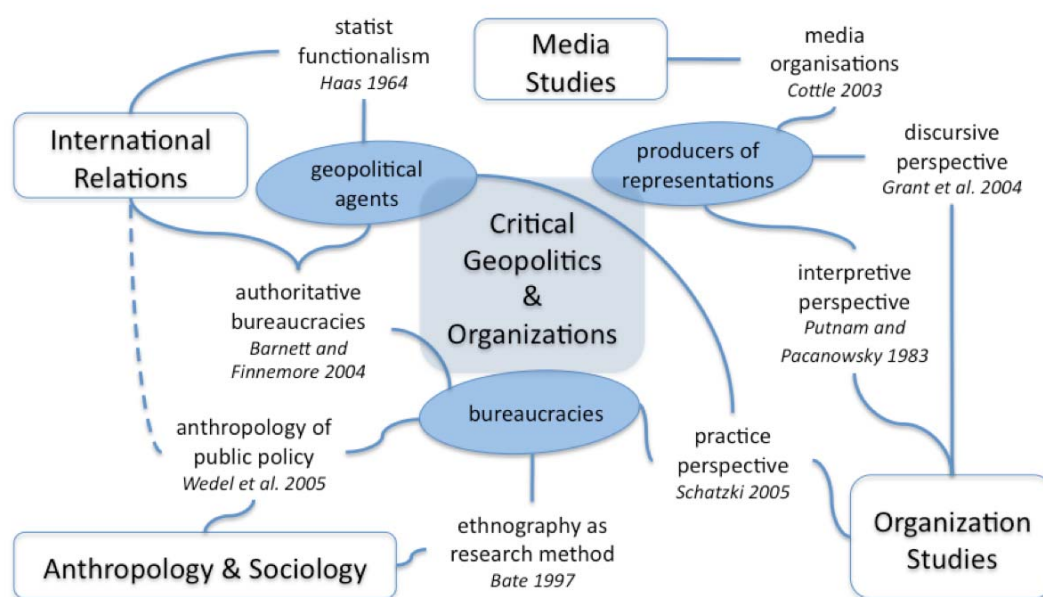 statist
functionalism
Haas 1964
Media
Studies
media
organisations
Cottle 2003
International
Relations
geopolitical
agents
producers of
representations
discursive
perspective
Grant et al. 2004
Critical
Geopolitics
&
Organizations
authoritative
bureaucracies
Barnett and
Finnemore 2004
interpretive
perspective
Putnam and
Pacanowsky 1983
bureaucracies
anthropology of
public policy
Wedel et al. 2005
practice
perspective
Schatzki 2005
ethnography as
research method
Bate 1997
Anthropology & Sociology
Organization
Studies